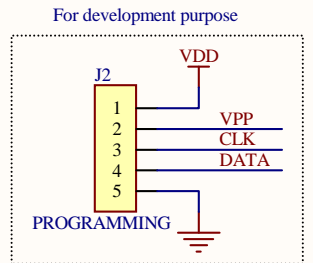 For development purpose
VDD
J2
1
2 VPP
3 CLK
4 DATA
5
PROGRAMMING